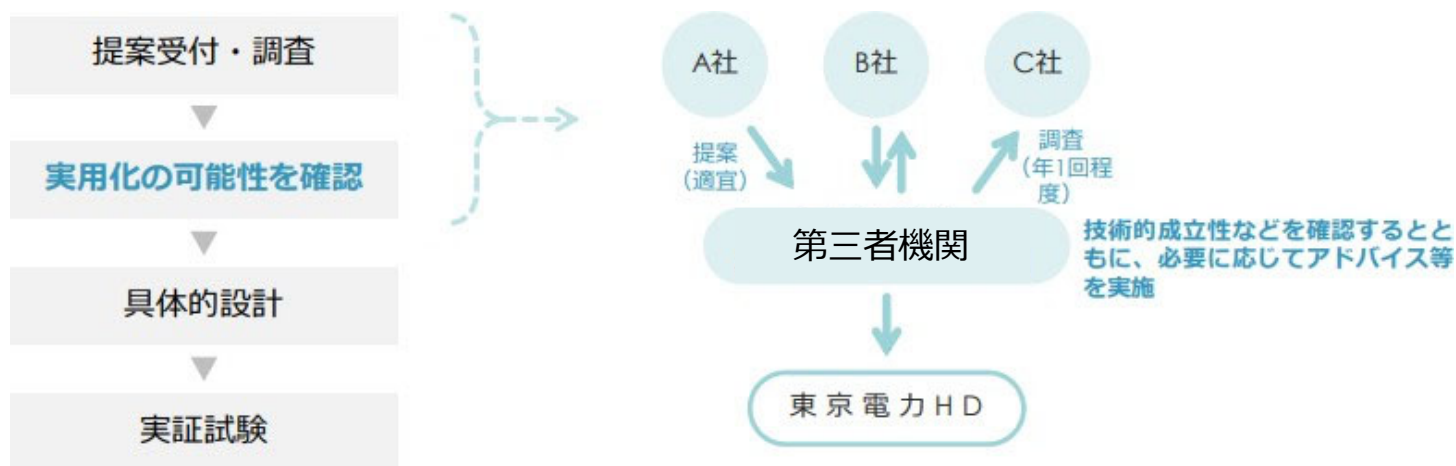 提案受付・調査
実用化の可能性を確認
具体的設計
実証試験
A社
B社
C社
提案
（適宜）
調査
（年1回程
度）
第三者機関
技術的成立性などを確認するとと
もに、必要に応じてアドバイス等
を実施
東京電力HD